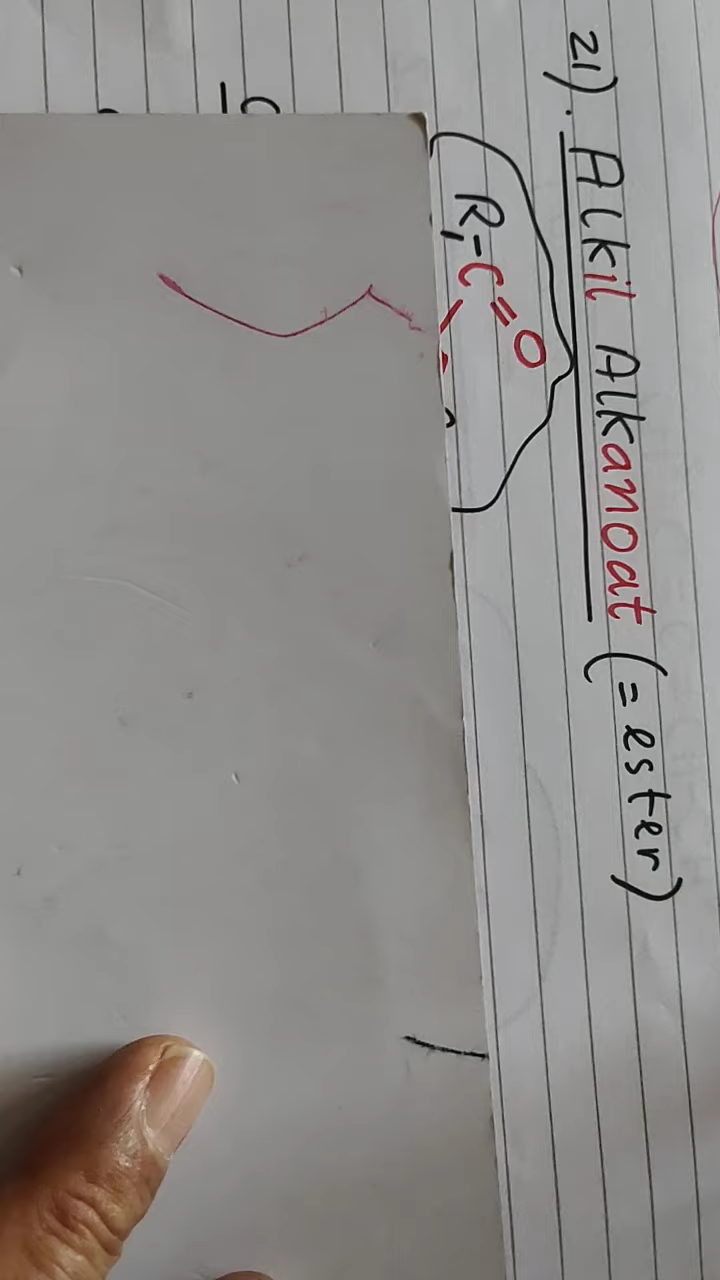 21). Alkil Alkanoat (= ester)
R₁-C=O